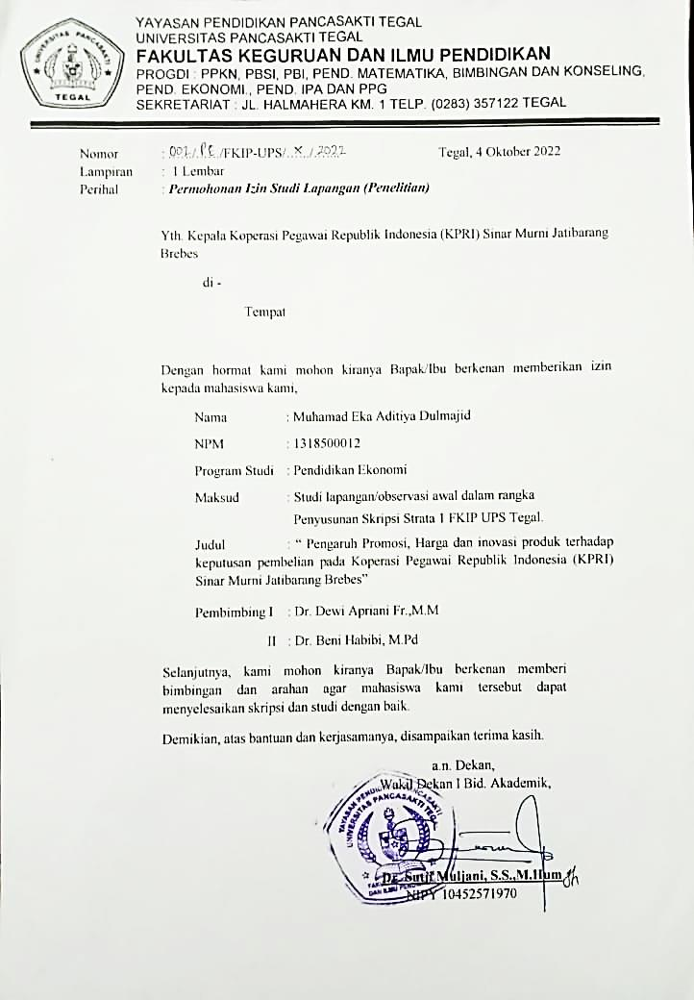 YAYASAN PENDIDIKAN PANCASAKTI TEGAL
UNIVERSITAS PANCASAKTI TEGAL
FAKULTAS KEGURUAN DAN ILMU PENDIDIKAN
PROGDI : PPKN, PBSI, PBI, PEND. MATEMATIKA, BIMBINGAN DAN KONSELING,
PEND. EKONOMI., PEND. IPA DAN PPG
SEKRETARIAT : JL. HALMAHERA KM. 1 TELP. (0283) 357122 TEGAL
TEGAL
Nomor : 002/PE/FKIP-UPS/..X../2022 Tegal, 4 Oktober 2022
Lampiran : 1 Lembar
Perihal : Permohonan Izin Studi Lapangan (Penelitian)
Yth. Kepala Koperasi Pegawai Republik Indonesia (KPRI) Sinar Murni Jatibarang
Brebes
di -
Tempat
Dengan hormat kami mohon kiranya Bapak/Ibu berkenan memberikan izin
kepada mahasiswa kami,
Nama : Muhamad Eka Aditiya Dulmajid
NPM : 1318500012
Program Studi : Pendidikan Ekonomi
Maksud : Studi lapangan/observasi awal dalam rangka
Penyusunan Skripsi Strata 1 FKIP UPS Tegal.
Judul : “ Pengaruh Promosi, Harga dan inovasi produk terhadap
keputusan pembelian pada Koperasi Pegawai Republik Indonesia (KPRI)
Sinar Murni Jatibarang Brebes”
Pembimbing I : Dr. Dewi Apriani Fr.,M.M
II : Dr. Beni Habibi, M.Pd
Selanjutnya, kami mohon kiranya Bapak/Ibu berkenan memberi
bimbingan dan arahan agar mahasiswa kami tersebut dapat
menyelesaikan skripsi dan studi dengan baik.
Demikian, atas bantuan dan kerjasamanya, disampaikan terima kasih.
a.n. Dekan,
Wakil Dekan I Bid. Akademik,
UNIVERSITAS PANCASAKTI TEGAL
Dr. Sutji Muljani, S.S.,M.Hum
NIPY 10452571970